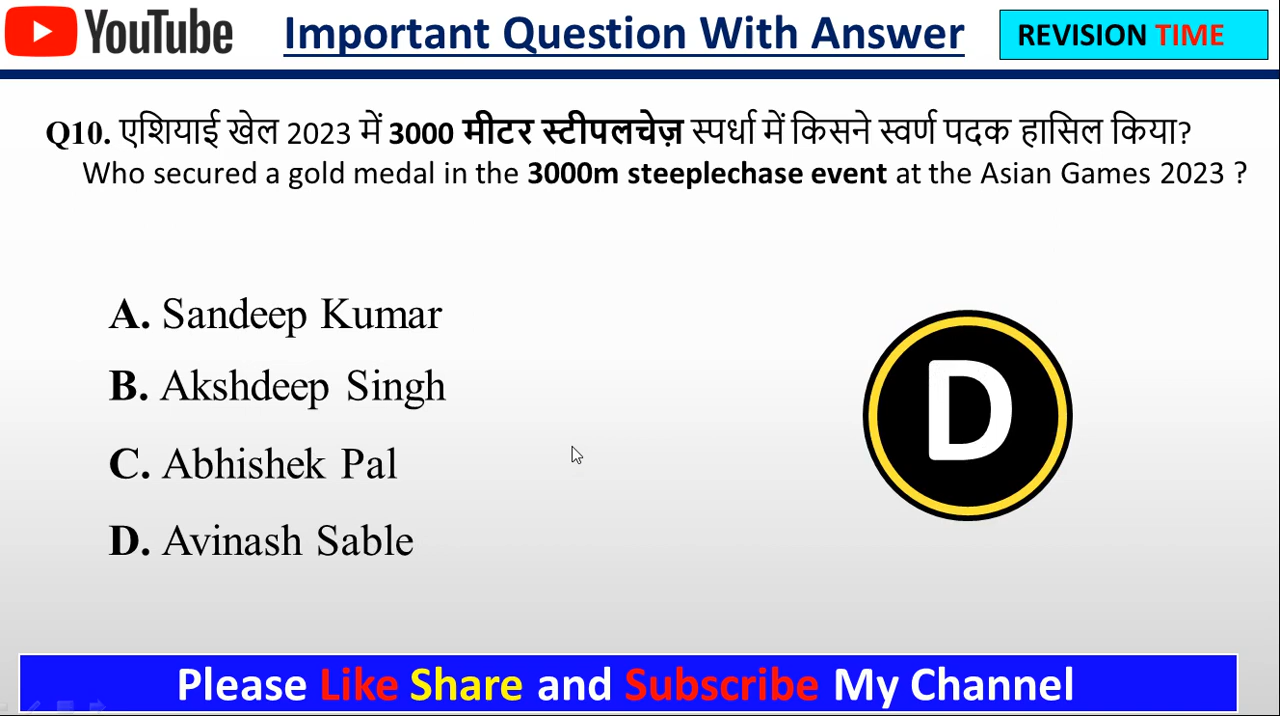 YouTube Important Question With Answer REVISION TIME
Q10. एशियाई खेल 2023 में 3000 मीटर स्टीपलचेज़ स्पर्धा में किसने स्वर्ण पदक हासिल किया?
Who secured a gold medal in the 3000m steeplechase event at the Asian Games 2023 ?
A. Sandeep Kumar
B. Akshdeep Singh
C. Abhishek Pal
D. Avinash Sable
D
Please Like Share and Subscribe My Channel